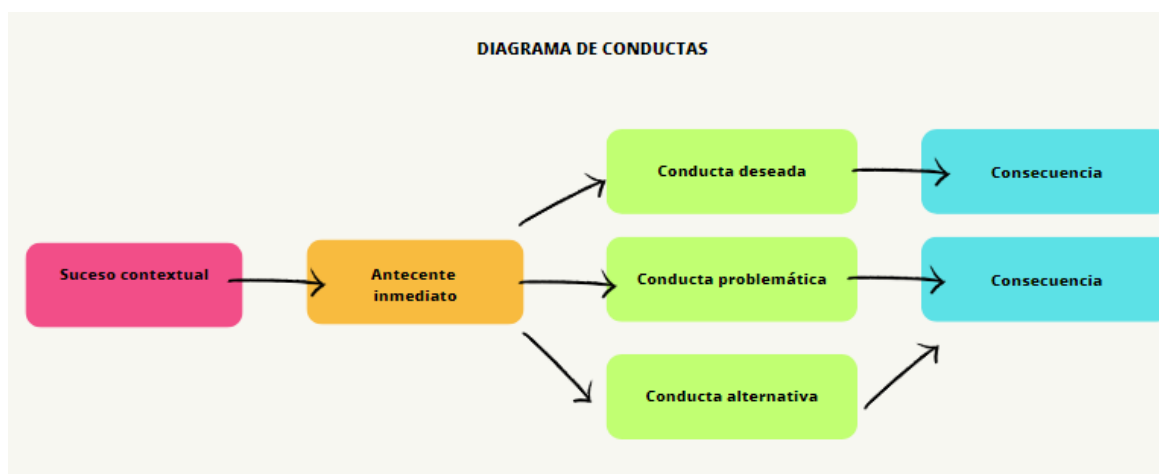 DIAGRAMA DE CONDUCTAS
Conducta deseada
Consecuencia
Suceso contextual
Antecente
inmediato
Conducta problemática
Consecuencia
Conducta alternativa